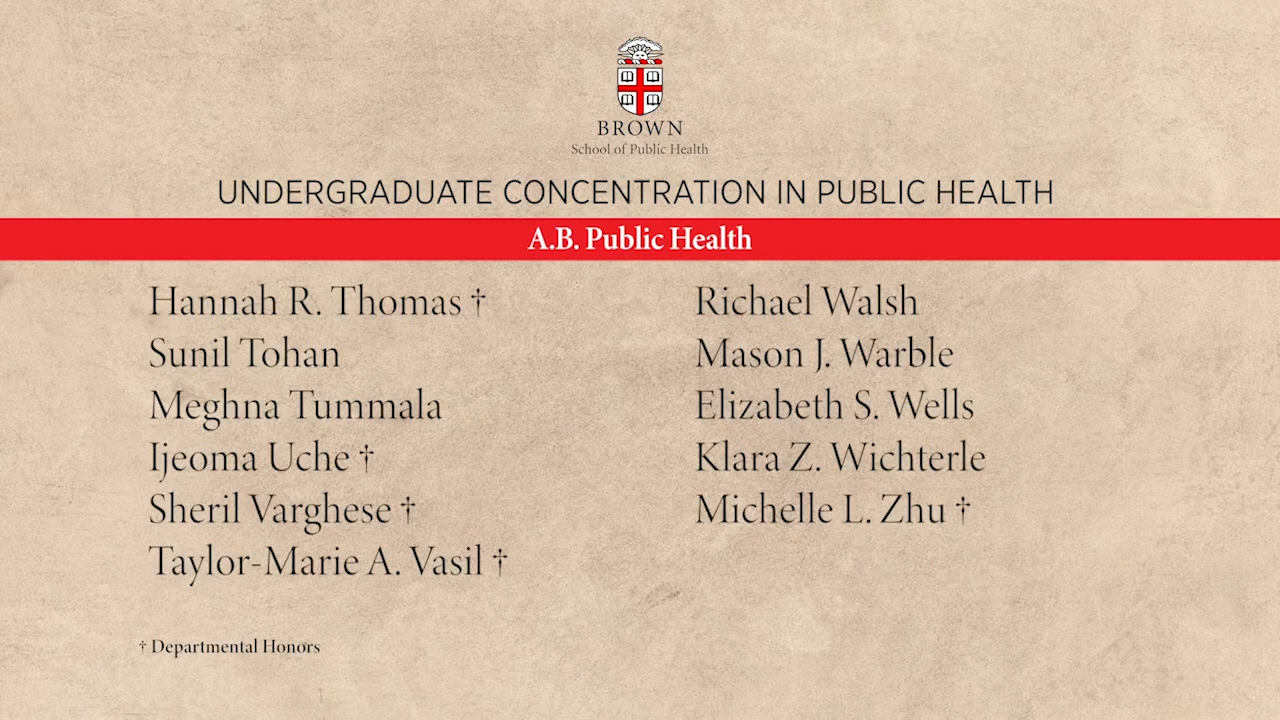 BROWN
School of Public Health
UNDERGRADUATE CONCENTRATION IN PUBLIC HEALTH
A.B. Public Health
Hannah R. Thomas †
Sunil Tohan
Meghna Tummala
Ijeoma Uche †
Sheril Varghese †
Taylor-Marie A. Vasil †
Richael Walsh
Mason J. Warble
Elizabeth S. Wells
Klara Z. Wichterle
Michelle L. Zhu †
† Departmental Honors